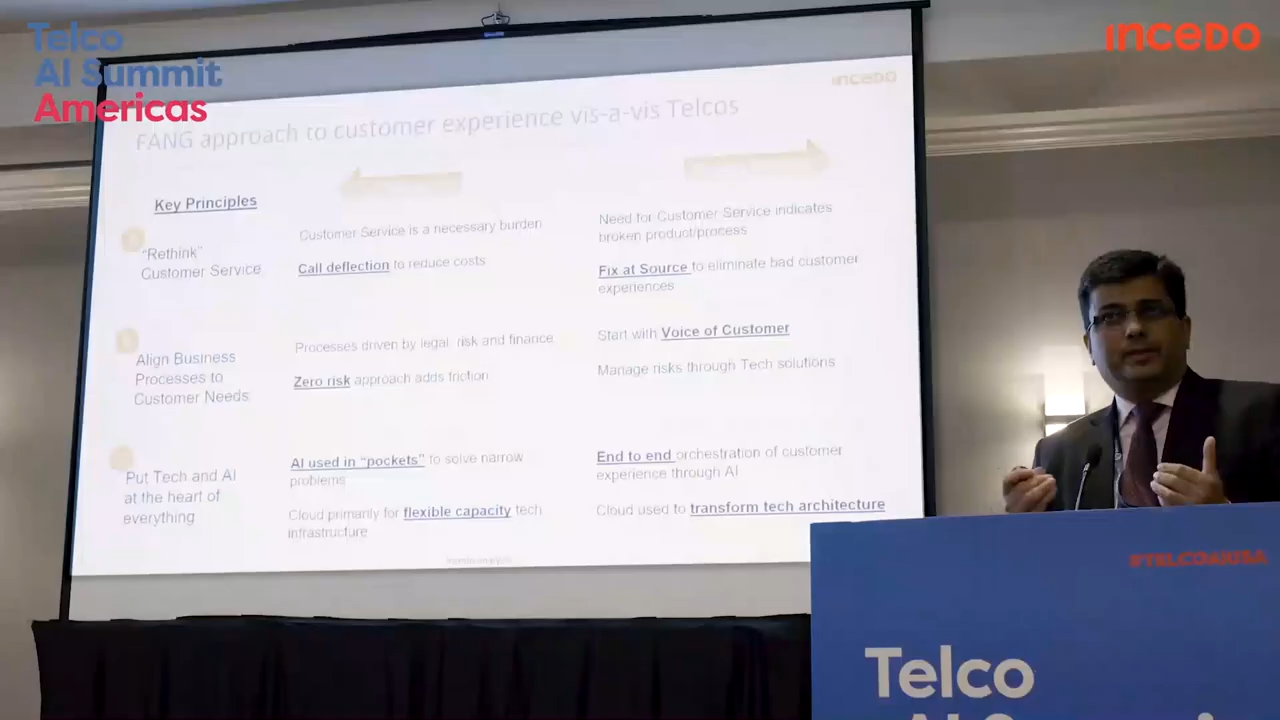 Telco
AI Summit
Americas
INCEDO
INCEDO
FANG approach to customer experience vis-a-vis Telcos
Key Principles
"Rethink"
Customer Service
Customer Service is a necessary burden
Call deflection to reduce costs
Need for Customer Service indicates
broken product/process
Fix at Source to eliminate bad customer
experiences
Align Business
Processes to
Customer Needs
Processes driven by legal, risk and finance
Zero risk approach adds friction
Start with Voice of Customer
Manage risks through Tech solutions
Put Tech and AI
at the heart of
everything
AI used in "pockets" to solve narrow
problems
Cloud primarily for flexible capacity tech
infrastructure
End to end orchestration of customer
experience through AI
Cloud used to transform tech architecture
#TELCOAIUSA
Telco